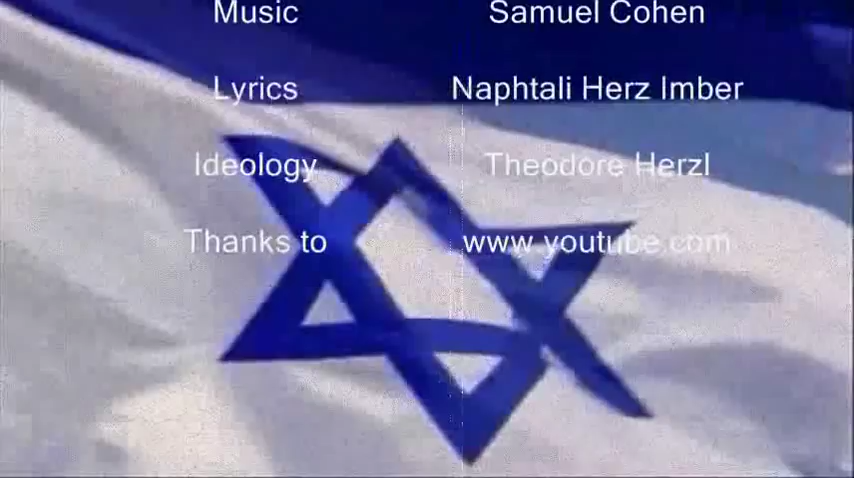 Music Samuel Cohen
Lyrics Naphtali Herz Imber
Ideology Theodore Herzl
Thanks to www.youtube.com